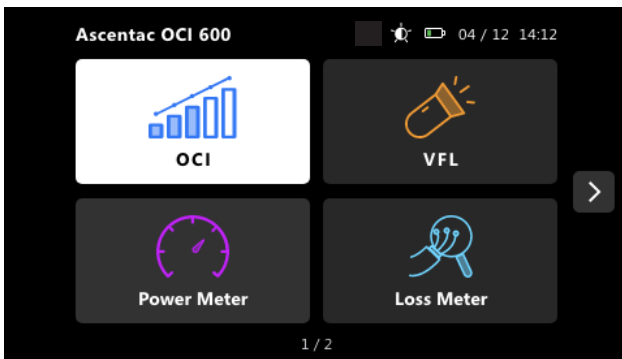 Ascentac OCI 600 04 / 12 14:12
OCI
VFL
Power Meter
Loss Meter
1 / 2